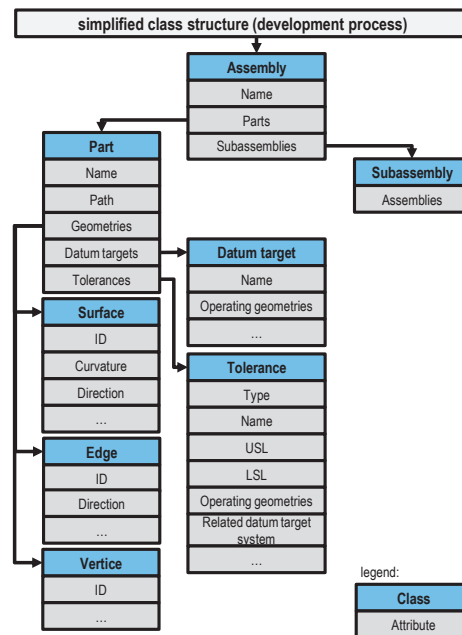 simplified class structure (development process)
Assembly
Name
Parts
Subassemblies
Part
Name
Path
Geometries
Datum targets
Tolerances
Subassembly
Assemblies
Datum target
Name
Operating geometries
...
Surface
ID
Curvature
Direction
...
Tolerance
Type
Name
USL
LSL
Operating geometries
Related datum target
system
...
Edge
ID
Direction
...
Vertice
ID
...
legend:
Class
Attribute